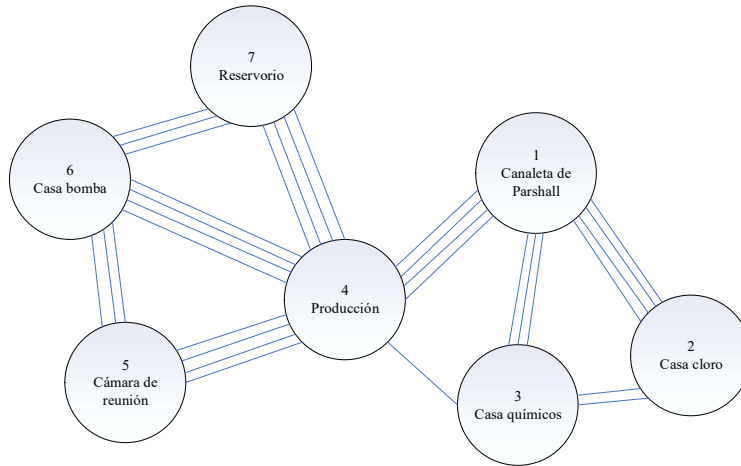 7
Reservorio
1
Canaleta de
Parshall
6
Casa bomba
4
Producción
2
Casa cloro
5
Cámara de
reunión
3
Casa químicos